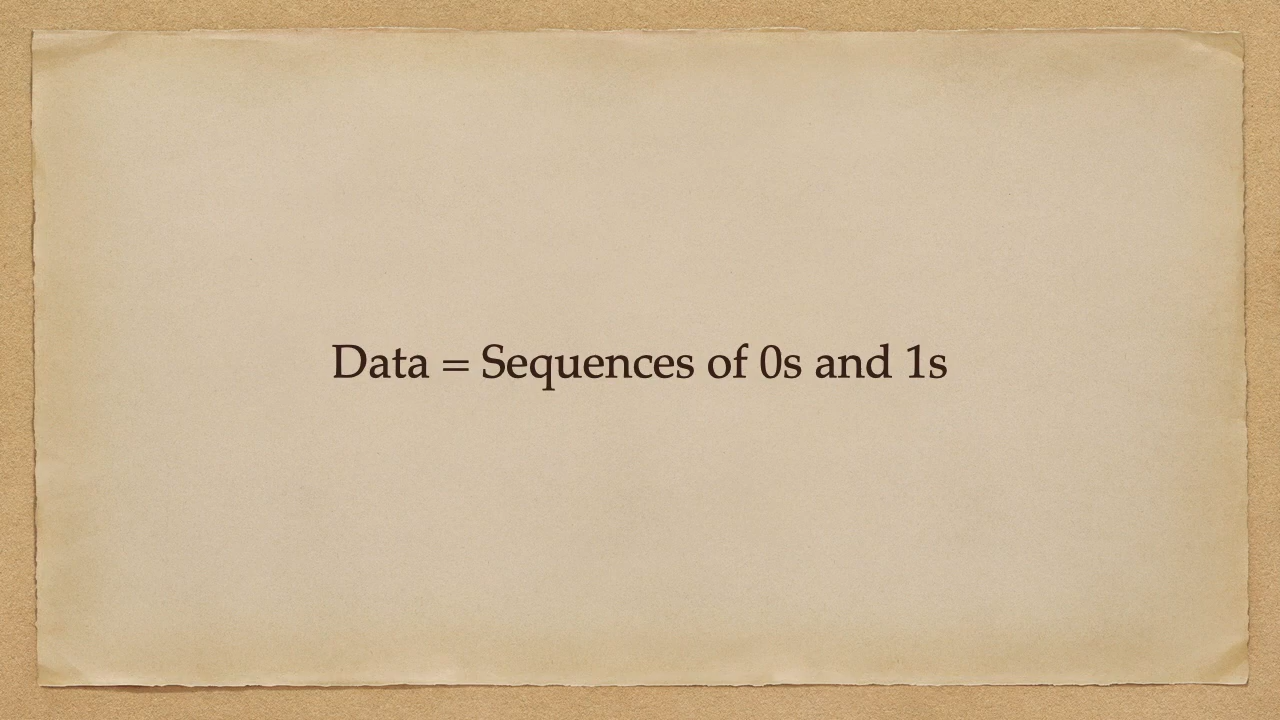 Data = Sequences of 0s and 1s